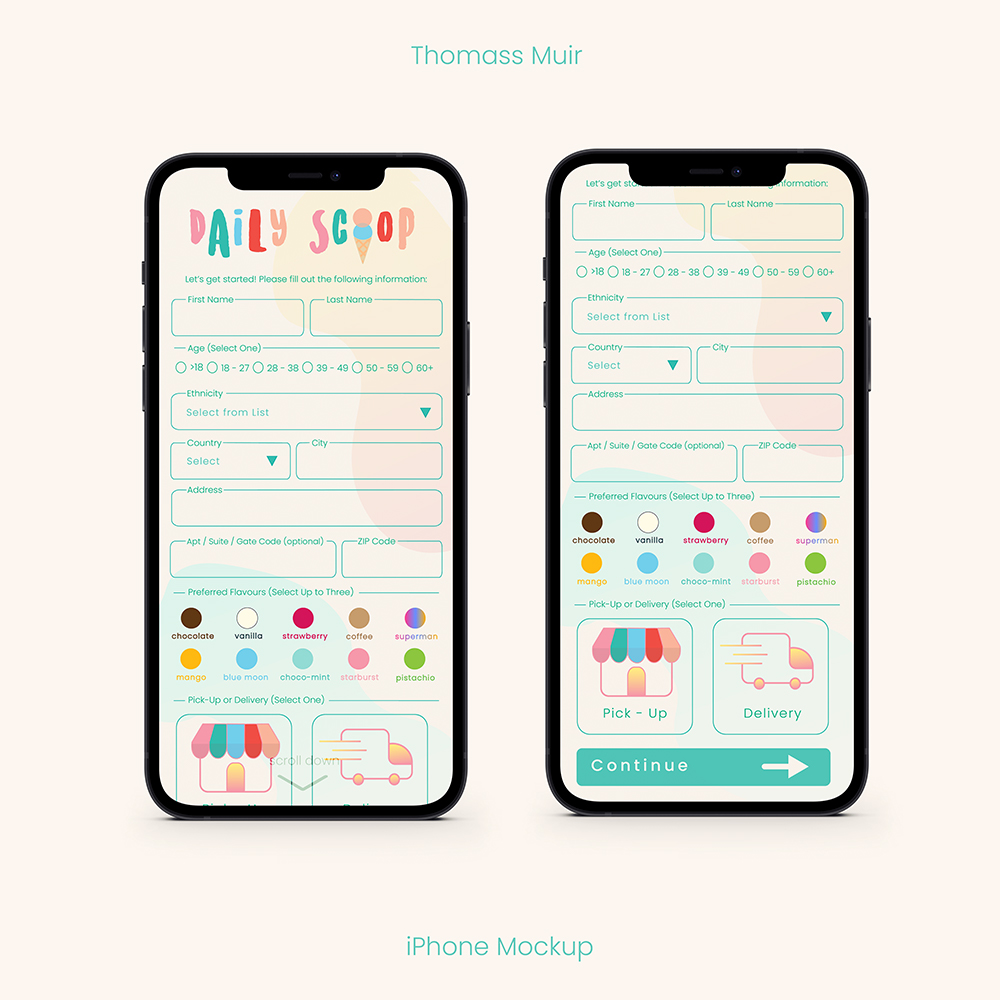 Thomass Muir
DAILY SCOOP
Let's get started! Please fill out the following information:
First Name Last Name
Age (Select One)
>18 18 - 27 28 - 38 39 - 49 50 - 59 60+
Ethnicity
Select from List
Country City
Select
Address
Apt / Suite / Gate Code (optional) ZIP Code
Preferred Flavours (Select Up to Three)
chocolate vanilla strawberry coffee superman
mango blue moon choco-mint starburst pistachio
Pick-Up or Delivery (Select One)
scroll down
Let's get information:
First Name Last Name
Age (Select One)
>18 18 - 27 28 - 38 39 - 49 50 - 59 60+
Ethnicity
Select from List
Country City
Select
Address
Apt / Suite / Gate Code (optional) ZIP Code
Preferred Flavours (Select Up to Three)
chocolate vanilla strawberry coffee superman
mango blue moon choco-mint starburst pistachio
Pick-Up or Delivery (Select One)
Pick - Up Delivery
Continue
iPhone Mockup